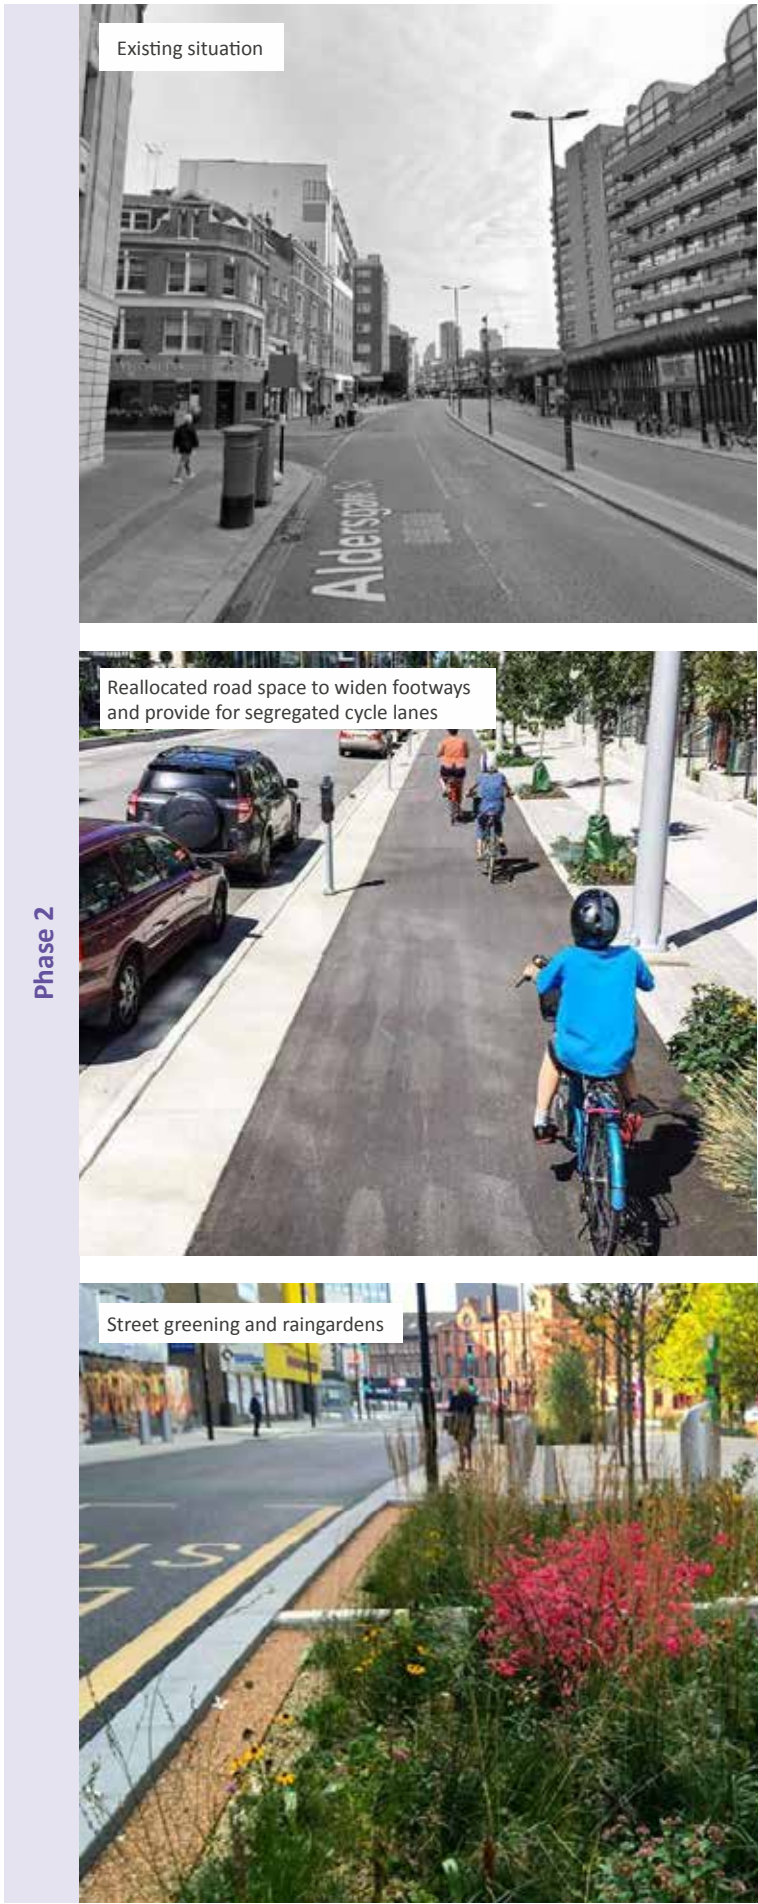 Phase 2
Existing situation
Aldersgate St
Reallocated road space to widen footways
and provide for segregated cycle lanes
Street greening and raingardens